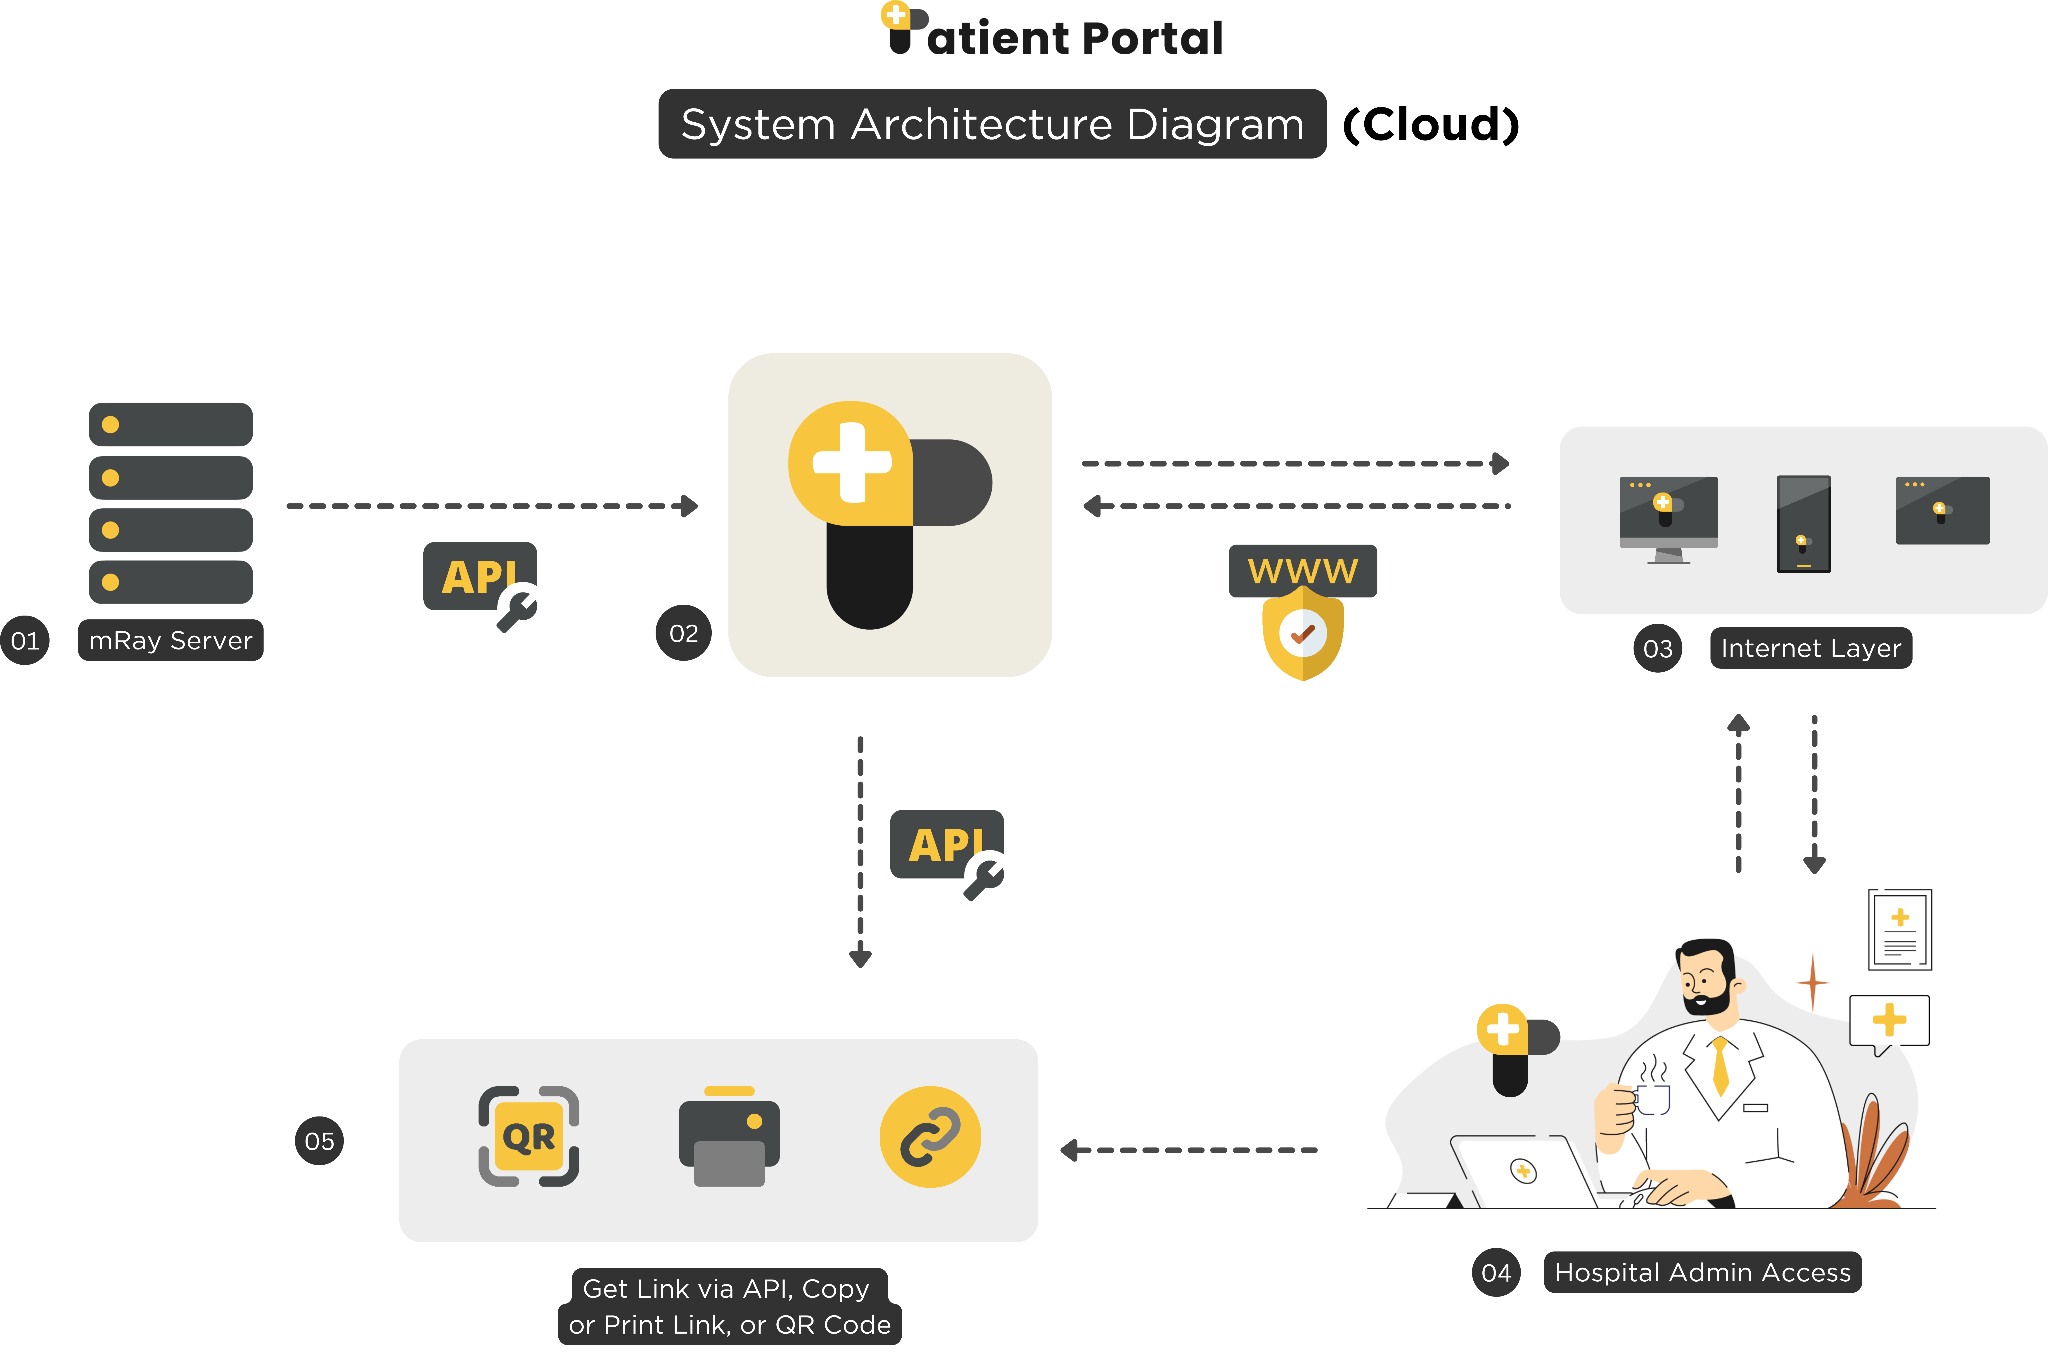 Patient Portal
System Architecture Diagram (Cloud)
API
WWW
01 mRay Server
02
03 Internet Layer
API
QR
05
04 Hospital Admin Access
Get Link via API, Copy
or Print Link, or QR Code